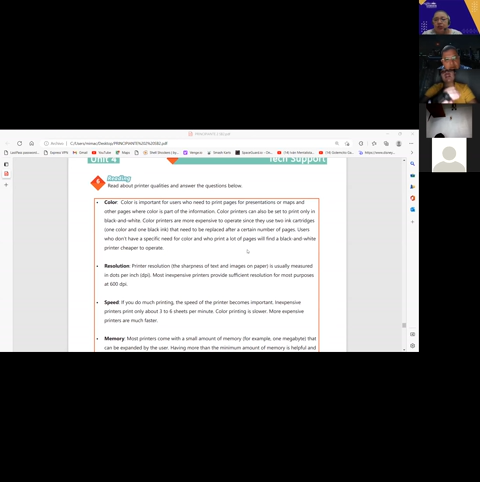 Unit 4
Tech Support
Reading
Read about printer qualities and answer the questions below.
• Color: Color is important for users who need to print pages for presentations or maps and
other pages where color is part of the information. Color printers can also be set to print only in
black-and-white. Color printers are more expensive to operate since they use two ink cartridges
(one color and one black ink) that need to be replaced after a certain number of pages. Users
who don't have a specific need for color and who print a lot of pages will find a black-and-white
printer cheaper to operate.
• Resolution: Printer resolution (the sharpness of text and images on paper) is usually measured
in dots per inch (dpi). Most inexpensive printers provide sufficient resolution for most purposes
at 600 dpi.
• Speed: If you do much printing, the speed of the printer becomes important. Inexpensive
printers print only about 3 to 6 sheets per minute. Color printing is slower. More expensive
printers are much faster.
• Memory: Most printers come with a small amount of memory (for example, one megabyte) that
can be expanded by the user. Having more than the minimum amount of memory is helpful and